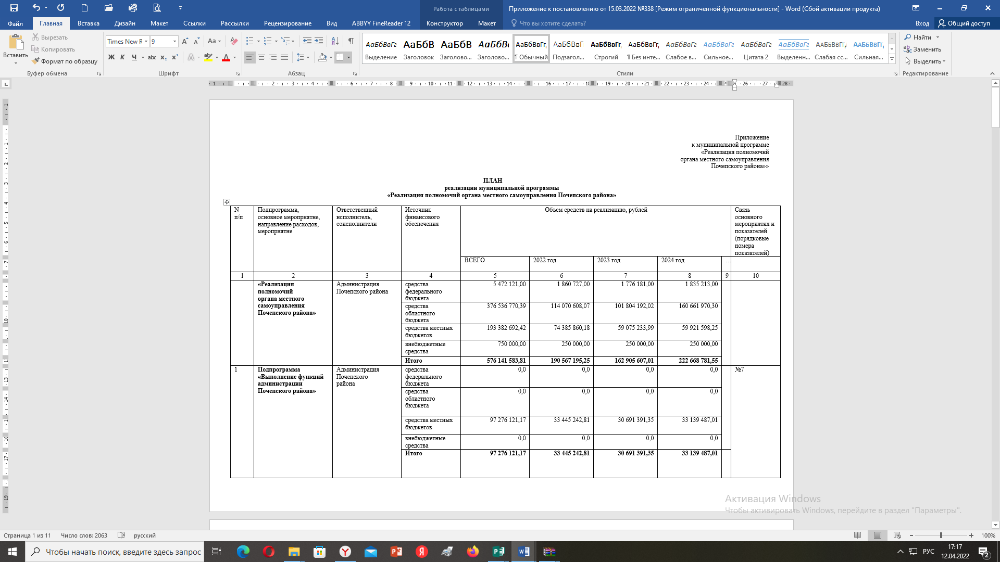 Работа с таблицами
Приложение к постановлению от 15.03.2022 №338 [Режим ограниченной функциональности] - Word (Сбой активации продукта)
Файл Главная Вставка Дизайн Макет Ссылки Рассылки Рецензирование Вид ABBYY FineReader 12 Конструктор Макет Что вы хотите сделать? Вход Общий доступ
Вставить
Вырезать
Копировать
Формат по образцу
Буфер обмена
Times New R 9
Ж К Ч abc x₂ x²
Шрифт
Абзац
АаБбВвГг АаБбВ АаБбВ АаБбВ АаБбВвГг, АаБбВвГ АаБбВвГг, АаБбВвГг, АаБбВвГг АаБбВвГг АаБбВвГг АаБбВвГг АаБбВвГг АаБбВвГг,
Выделение Заголовок Заголово... Заголово... ¶ Обычный Подзагол... Строгий ¶ Без инте... Слабое в... Сильное... Цитата 2 Выделенн... Слабая сс... Сильная...
Стили
Найти
Заменить
Выделить
Редактирование
Приложение
к муниципальной программе
«Реализация полномочий
органа местного самоуправления
Почепского района»»
ПЛАН
реализации муниципальной программы
«Реализация полномочий органа местного самоуправления Почепского района»
N
п/п
Подпрограмма,
основное мероприятие,
направление расходов,
мероприятие
Ответственный
исполнитель,
соисполнители
Источник
финансового
обеспечения
Объем средств на реализацию, рублей
Связь
основного
мероприятия и
показателей
(порядковые
номера
показателей)
ВСЕГО 2022 год 2023 год 2024 год ...
1 2 3 4 5 6 7 8 9 10
«Реализация
полномочий
органа местного
самоуправления
Почепского района»
Администрация
Почепского района
средства
федерального
бюджета
5 472 121,00 1 860 727,00 1 776 181,00 1 835 213,00
средства
областного
бюджета
376 536 770,39 114 070 608,07 101 804 192,02 160 661 970,30
средства местных
бюджетов
193 382 692,42 74 385 860,18 59 075 233,99 59 921 598,25
внебюджетные
средства
750 000,00 250 000,00 250 000,00 250 000,00
Итого 576 141 583,81 190 567 195,25 162 905 607,01 222 668 781,55
1
Подпрограмма
«Выполнение функций
администрации
Почепского района»
Администрация
Почепского
района
средства
федерального
бюджета
0,0 0,0 0,0 0,0
№7
средства
областного
бюджета
0,0 0,0 0,0 0,0
средства местных
бюджетов
97 276 121,17 33 445 242,81 30 691 391,35 33 139 487,01
внебюджетные
средства
0,0 0,0 0,0 0,0
Итого 97 276 121,17 33 445 242,81 30 691 391,35 33 139 487,01
Активация Windows
Чтобы активировать Windows, перейдите в раздел "Параметры".
Страница 1 из 11 Число слов: 2063 русский 100%
Чтобы начать поиск, введите здесь запрос
РУС
17:17
12.04.2022
2